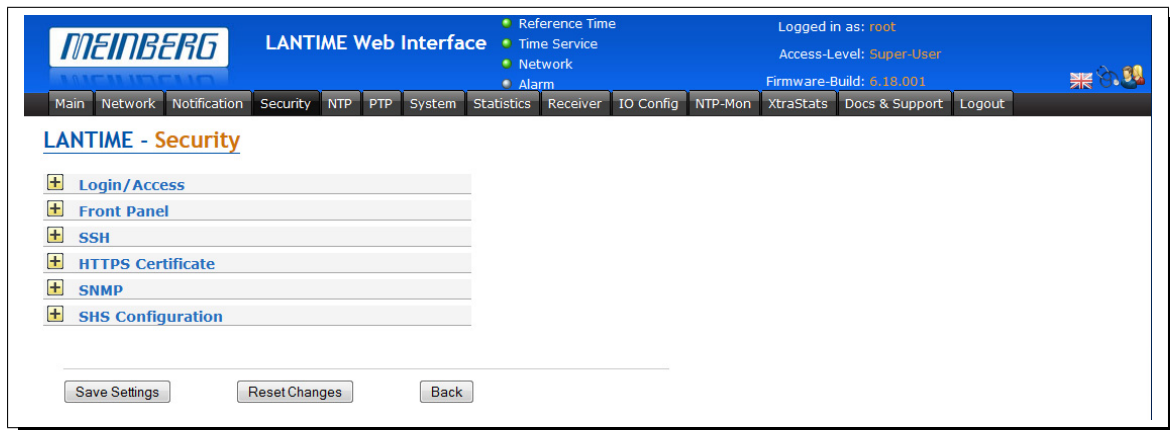 MEINBERG
LANTIME Web Interface
Reference Time
Time Service
Network
Alarm
Logged in as: root
Access-Level: Super-User
Firmware-Build: 6.18.001
Main Network Notification Security NTP PTP System Statistics Receiver IO Config NTP-Mon XtraStats Docs & Support Logout
LANTIME - Security
Login/Access
Front Panel
SSH
HTTPS Certificate
SNMP
SHS Configuration
Save Settings Reset Changes Back